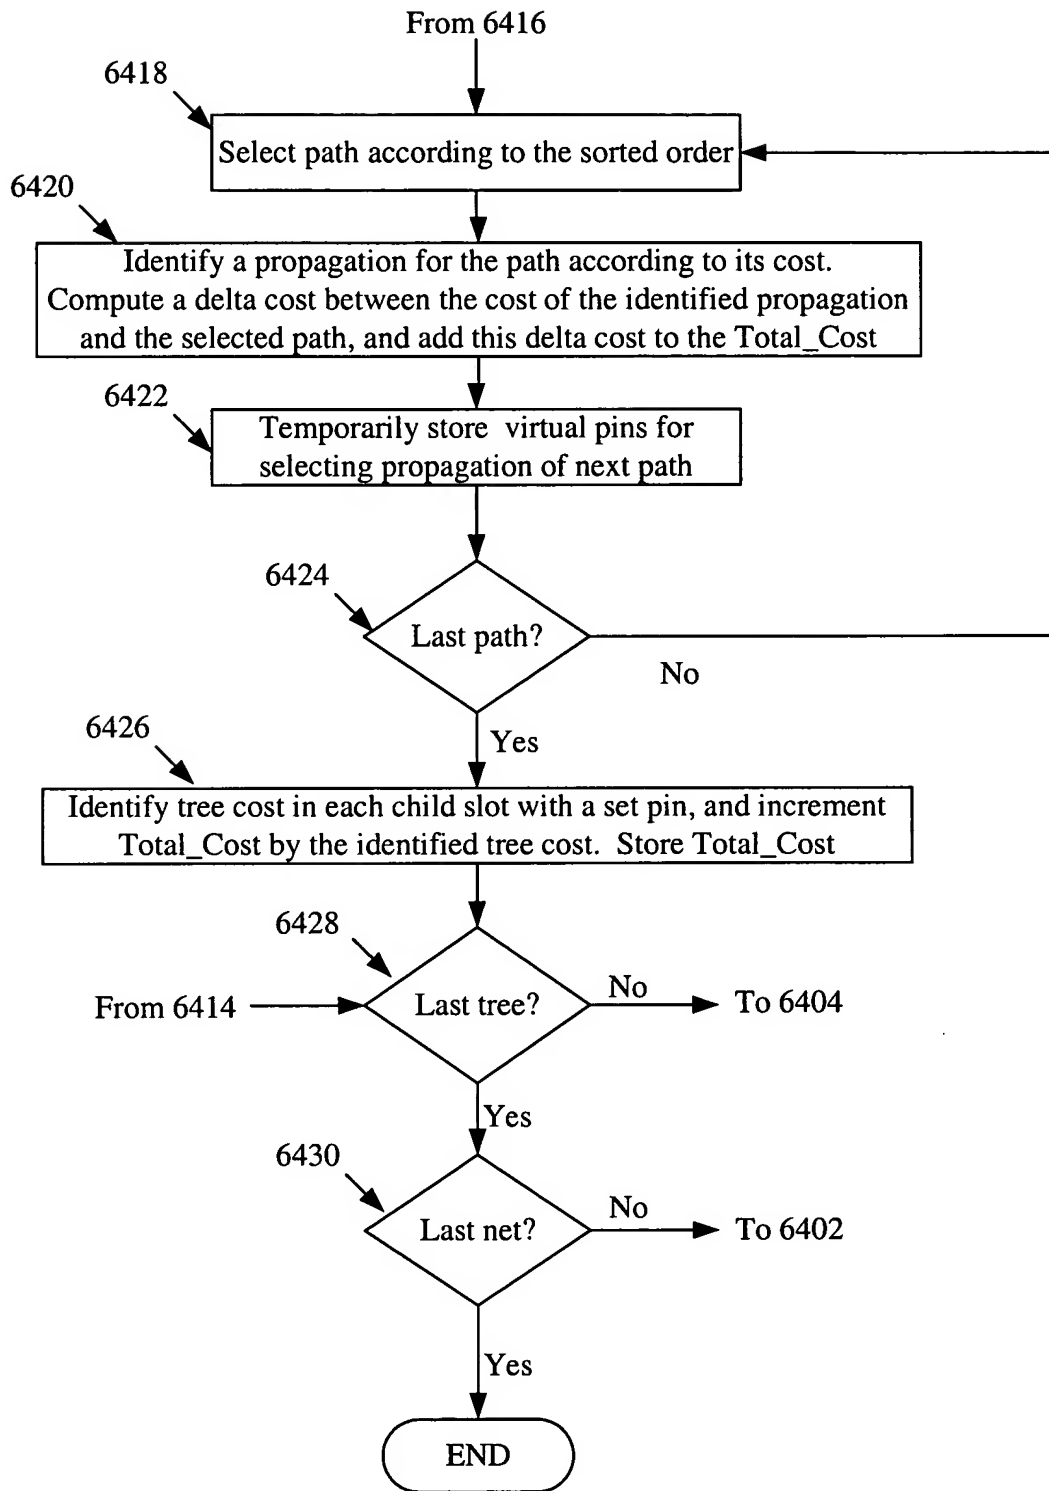 From 6416
6418
Select path according to the sorted order
6420
Identify a propagation for the path according to its cost.
Compute a delta cost between the cost of the identified propagation
and the selected path, and add this delta cost to the Total_Cost
6422
Temporarily store virtual pins for
selecting propagation of next path
6424
Last path?
No
Yes
6426
Identify tree cost in each child slot with a set pin, and increment
Total_Cost by the identified tree cost. Store Total_Cost
6428
From 6414
Last tree?
No
To 6404
Yes
6430
Last net?
No
To 6402
Yes
END